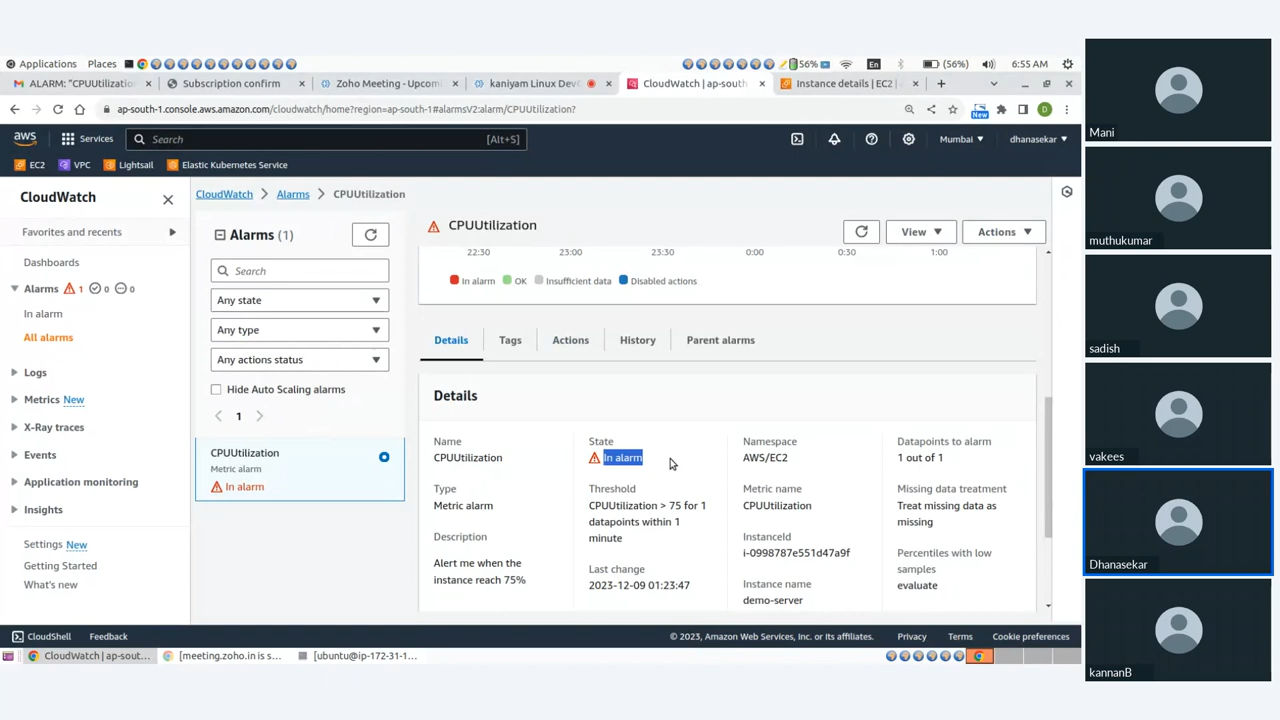 Applications Places 56% En (56%) 6:55 AM
ALARM: "CPUUtilizatio Subscription confirm Zoho Meeting - Upcomi kaniyam Linux Dev CloudWatch | ap-south Instance details | EC2 |
ap-south-1.console.aws.amazon.com/cloudwatch/home?region=ap-south-1#alarmsV2:alarm/CPUUtilization? New D
aws Services Search [Alt+S] Mumbai dhanasekar
EC2 VPC Lightsail Elastic Kubernetes Service
CloudWatch
Favorites and recents
Dashboards
Alarms 1 0 0
In alarm
All alarms
Logs
Metrics New
X-Ray traces
Events
Application monitoring
Insights
Settings New
Getting Started
What's new
CloudWatch Alarms CPUUtilization
Alarms (1)
Search
Any state
Any type
Any actions status
Hide Auto Scaling alarms
1
CPUUtilization
Metric alarm
In alarm
CPUUtilization
View Actions
22:30 23:00 23:30 0:00 0:30 1:00
In alarm OK Insufficient data Disabled actions
Details Tags Actions History Parent alarms
Details
Name
CPUUtilization
Type
Metric alarm
Description
Alert me when the
instance reach 75%
State
In alarm
Threshold
CPUUtilization > 75 for 1
datapoints within 1
minute
Last change
2023-12-09 01:23:47
Namespace
AWS/EC2
Metric name
CPUUtilization
InstanceId
i-0998787e551d47a9f
Instance name
demo-server
Datapoints to alarm
1 out of 1
Missing data treatment
Treat missing data as
missing
Percentiles with low
samples
evaluate
CloudShell Feedback © 2023, Amazon Web Services, Inc. or its affiliates. Privacy Terms Cookie preferences
CloudWatch | ap-sout... [meeting.zoho.in is s... [ubuntu@ip-172-31-1...
Mani
muthukumar
sadish
vakees
Dhanasekar
kannanB